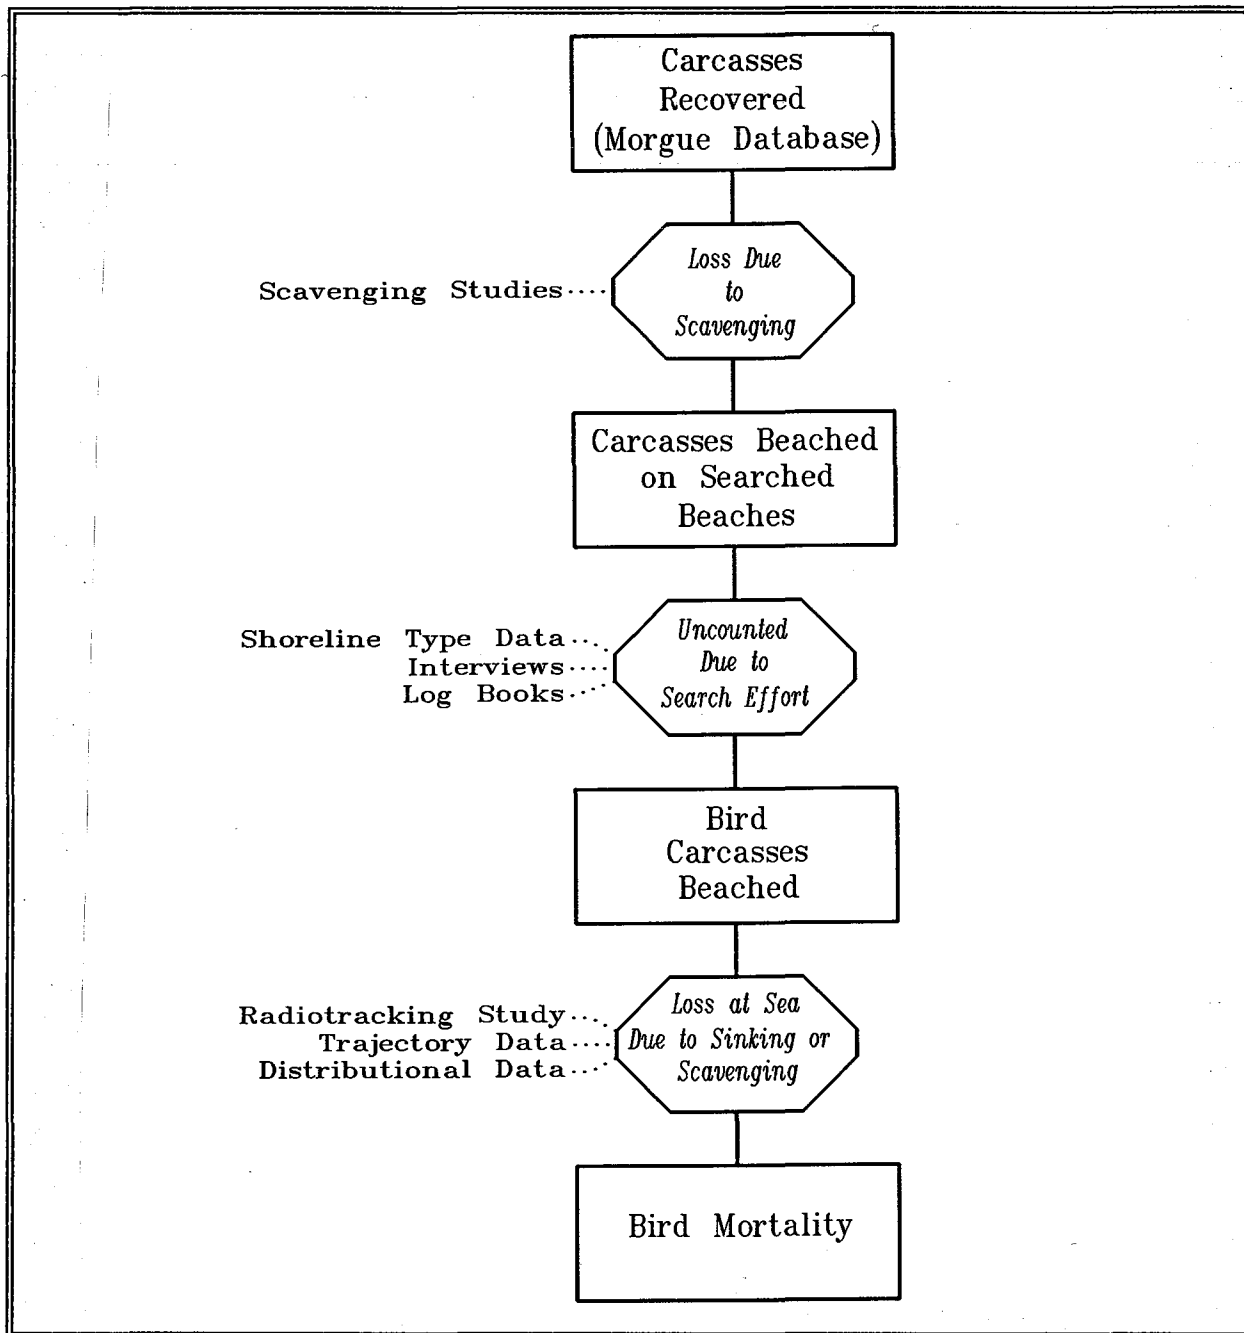 Carcasses
Recovered
(Morgue Database)
Loss Due
to
Scavenging
Scavenging Studies
Carcasses Beached
on Searched
Beaches
Uncounted
Due to
Search Effort
Shoreline Type Data
Interviews
Log Books
Bird
Carcasses
Beached
Loss at Sea
Due to Sinking or
Scavenging
Radiotracking Study
Trajectory Data
Distributional Data
Bird Mortality